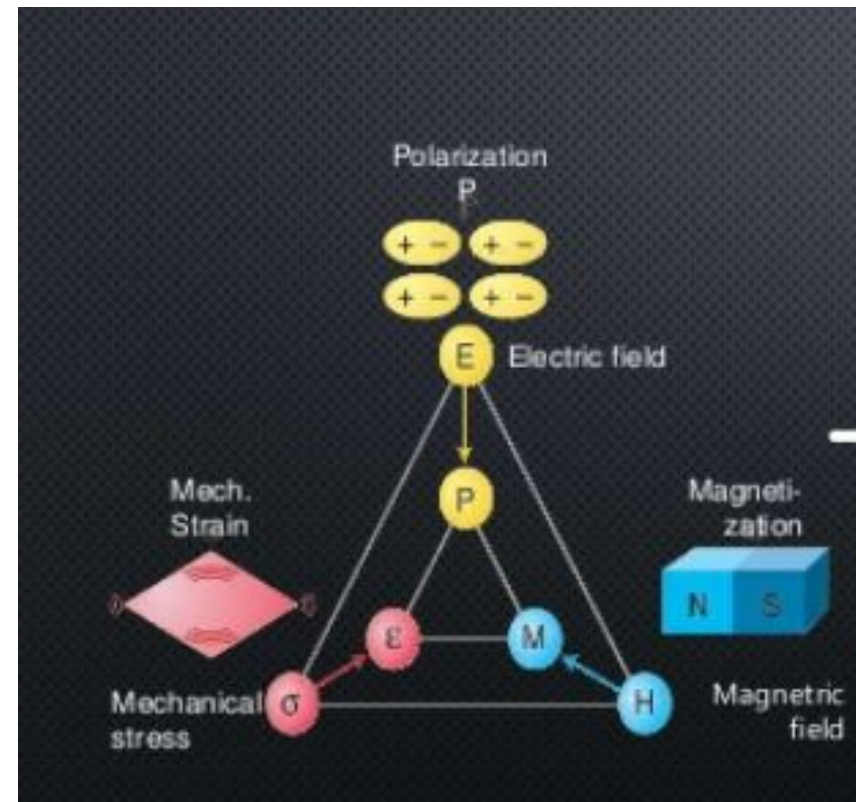 Polarization
P
+ − + −
+ − + −
E Electric field
P
Mech.
Strain
Magneti-
zation
σ σ
N S
ε M
Mechanical
stress
σ H
Magnetric
field